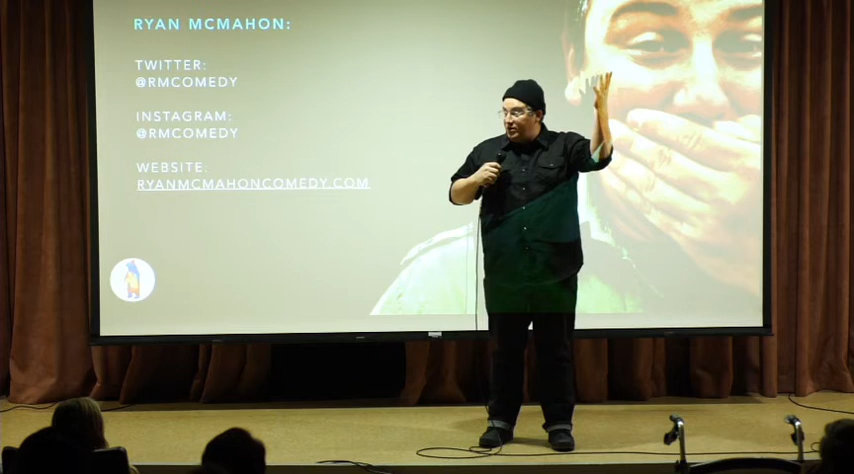 RYAN MCMAHON:
TWITTER:
@RMCOMEDY
INSTAGRAM:
@RMCOMEDY
WEBSITE:
RYANMCMAHONCOMEDY.COM